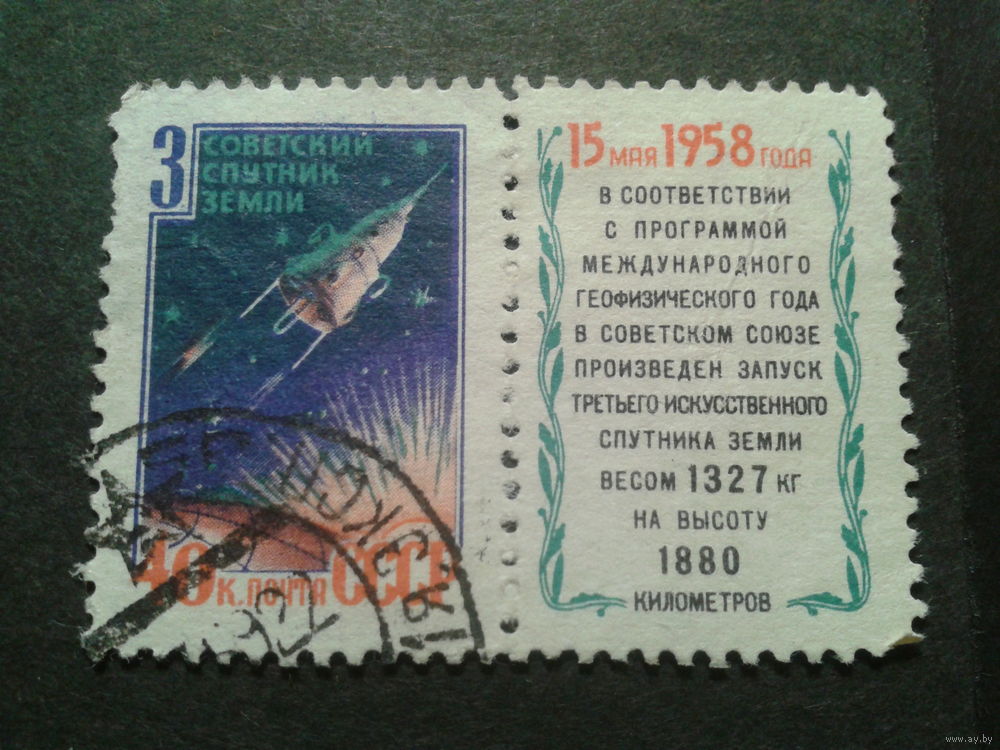 3 СОВЕТСКИЙ
СПУТНИК
ЗЕМЛИ
40 К. ПОЧТА СССР
15 МАЯ 1958 ГОДА
В СООТВЕТСТВИИ
С ПРОГРАММОЙ
МЕЖДУНАРОДНОГО
ГЕОФИЗИЧЕСКОГО ГОДА
В СОВЕТСКОМ СОЮЗЕ
ПРОИЗВЕДЕН ЗАПУСК
ТРЕТЬЕГО ИСКУССТВЕННОГО
СПУТНИКА ЗЕМЛИ
ВЕСОМ 1327 КГ
НА ВЫСОТУ
1880
КИЛОМЕТРОВ
www.ay.by